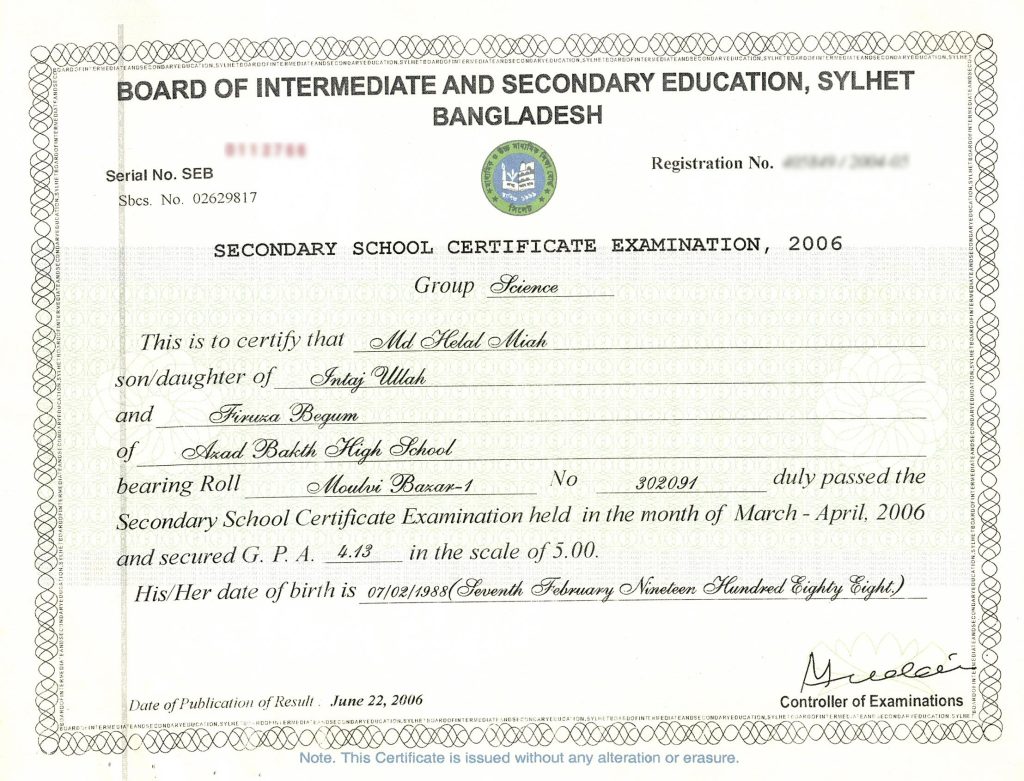 BOARD OF INTERMEDIATE AND SECONDARY EDUCATION, SYLHET
BANGLADESH
Serial No. SEB
Registration No.
Sbcs. No. 02629817
SECONDARY SCHOOL CERTIFICATE EXAMINATION, 2006
Group Science
This is to certify that Md Helal Miah
son/daughter of Intaj Ullah
and Firuza Begum
of Azad Bakth High School
bearing Roll Moulvi Bazar-1 No 302091 duly passed the
Secondary School Certificate Examination held in the month of March - April, 2006
and secured G. P. A. 4.13 in the scale of 5.00.
His/Her date of birth is 07/02/1988(Seventh February Nineteen Hundred Eighty Eight.)
Date of Publication of Result . June 22, 2006
Controller of Examinations
Note. This Certificate is issued without any alteration or erasure.